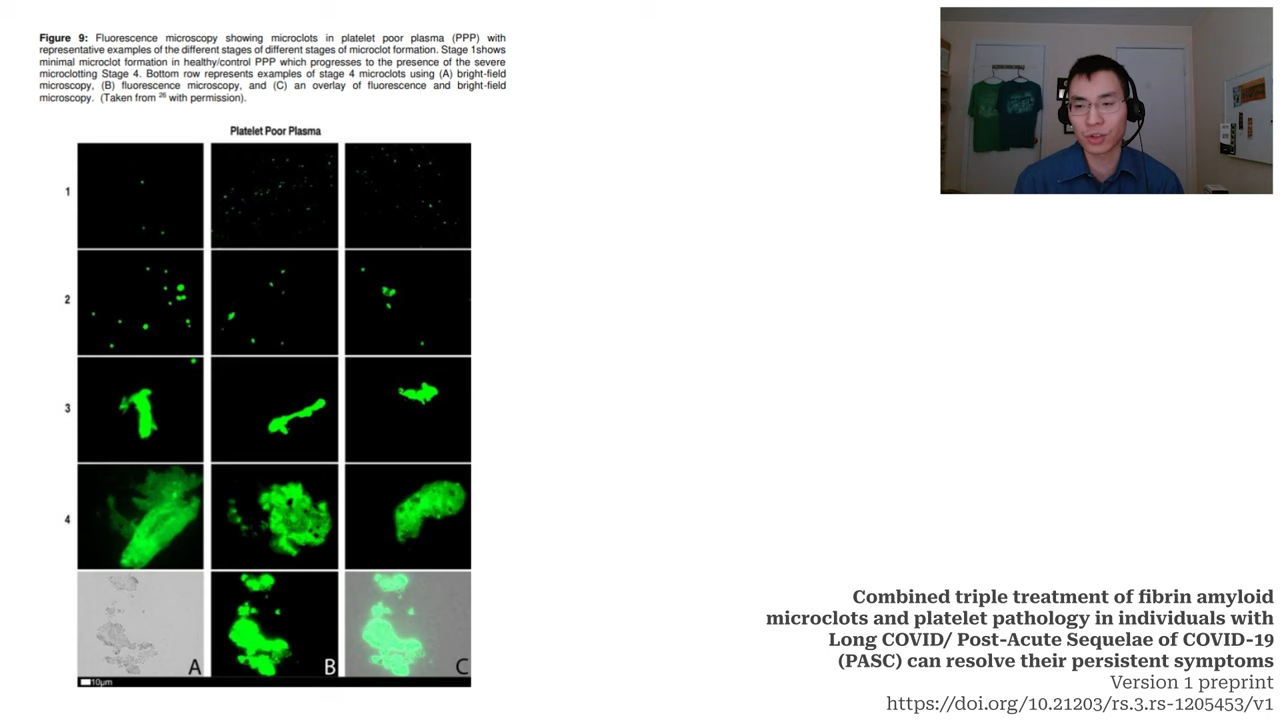 Figure 9: Fluorescence microscopy showing microclots in platelet poor plasma (PPP) with
representative examples of the different stages of different stages of microclot formation. Stage 1shows
minimal microclot formation in healthy/control PPP which progresses to the presence of the severe
microclotting Stage 4. Bottom row represents examples of stage 4 microclots using (A) bright-field
microscopy, (B) fluorescence microscopy, and (C) an overlay of fluorescence and bright-field
microscopy. (Taken from 26 with permission).
Platelet Poor Plasma
1
2
3
4
A
B
C
10µm
Combined triple treatment of fibrin amyloid
microclots and platelet pathology in individuals with
Long COVID/ Post-Acute Sequelae of COVID-19
(PASC) can resolve their persistent symptoms
Version 1 preprint
https://doi.org/10.21203/rs.3.rs-1205453/v1